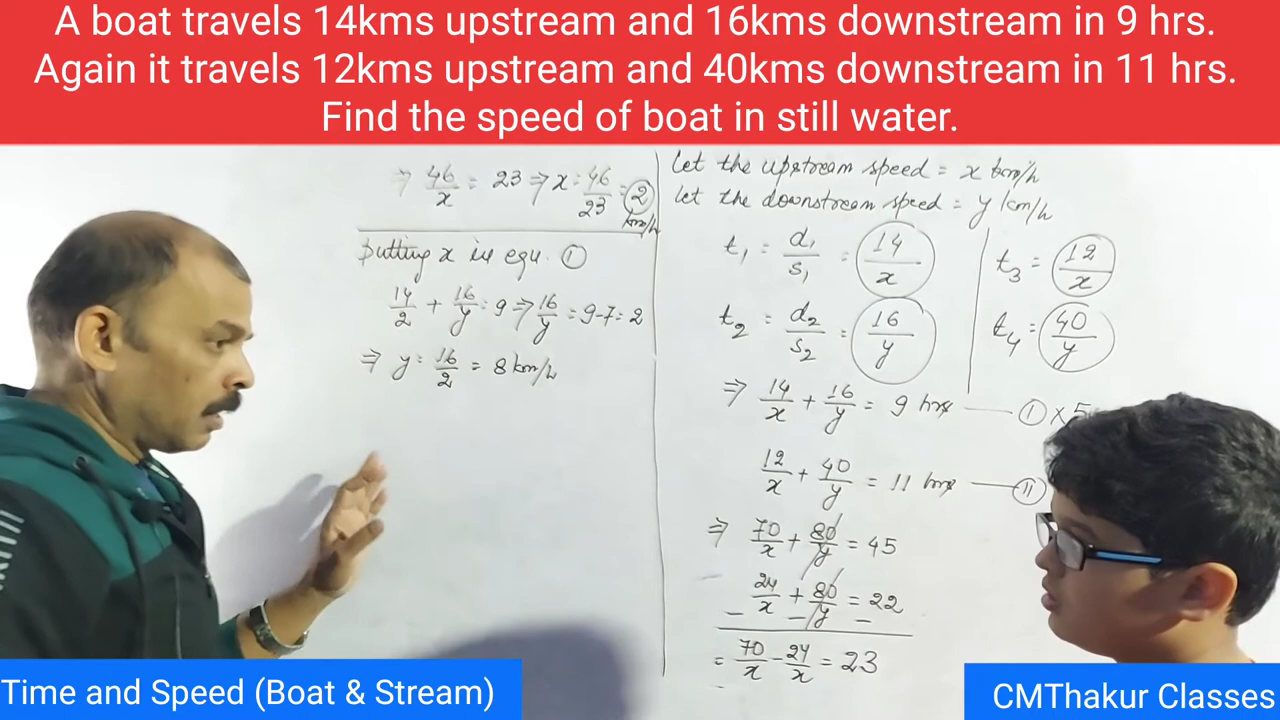 A boat travels 14kms upstream and 16kms downstream in 9 hrs.
Again it travels 12kms upstream and 40kms downstream in 11 hrs.
Find the speed of boat in still water.
⇒ 46/x = 23 ⇒ x = 46/23 = 2 km/h
putting x in equ. ①
14/2 + 16/y = 9 ⇒ 16/y = 9-7 = 2
⇒ y = 16/2 = 8 km/h
let the upstream speed = x km/h
let the downstream speed = y km/h
t₁ = d₁/s₁ = 14/x
t₃ = 12/x
t₂ = d₂/s₂ = 16/y
t₄ = 40/y
⇒ 14/x + 16/y = 9 hrs — ① ×5
12/x + 40/y = 11 hrs — ⑪
⇒ 70/x + 80/y = 45
24/x + 80/y = 22
- - -
= 70/x - 24/x = 23
Time and Speed (Boat & Stream)
CMThakur Classes